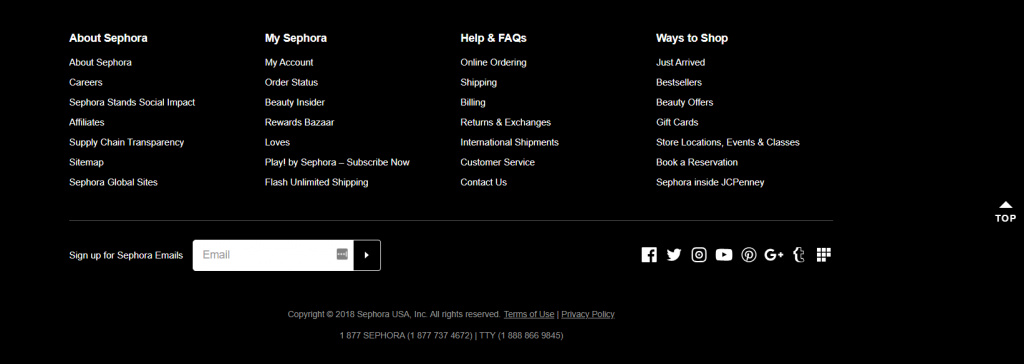 About Sephora
About Sephora
Careers
Sephora Stands Social Impact
Affiliates
Supply Chain Transparency
Sitemap
Sephora Global Sites
My Sephora
My Account
Order Status
Beauty Insider
Rewards Bazaar
Loves
Play! by Sephora – Subscribe Now
Flash Unlimited Shipping
Help & FAQs
Online Ordering
Shipping
Billing
Returns & Exchanges
International Shipments
Customer Service
Contact Us
Ways to Shop
Just Arrived
Bestsellers
Beauty Offers
Gift Cards
Store Locations, Events & Classes
Book a Reservation
Sephora inside JCPenney
TOP
Sign up for Sephora Emails
Email
Copyright © 2018 Sephora USA, Inc. All rights reserved. Terms of Use | Privacy Policy
1 877 SEPHORA (1 877 737 4672) | TTY (1 888 866 9845)